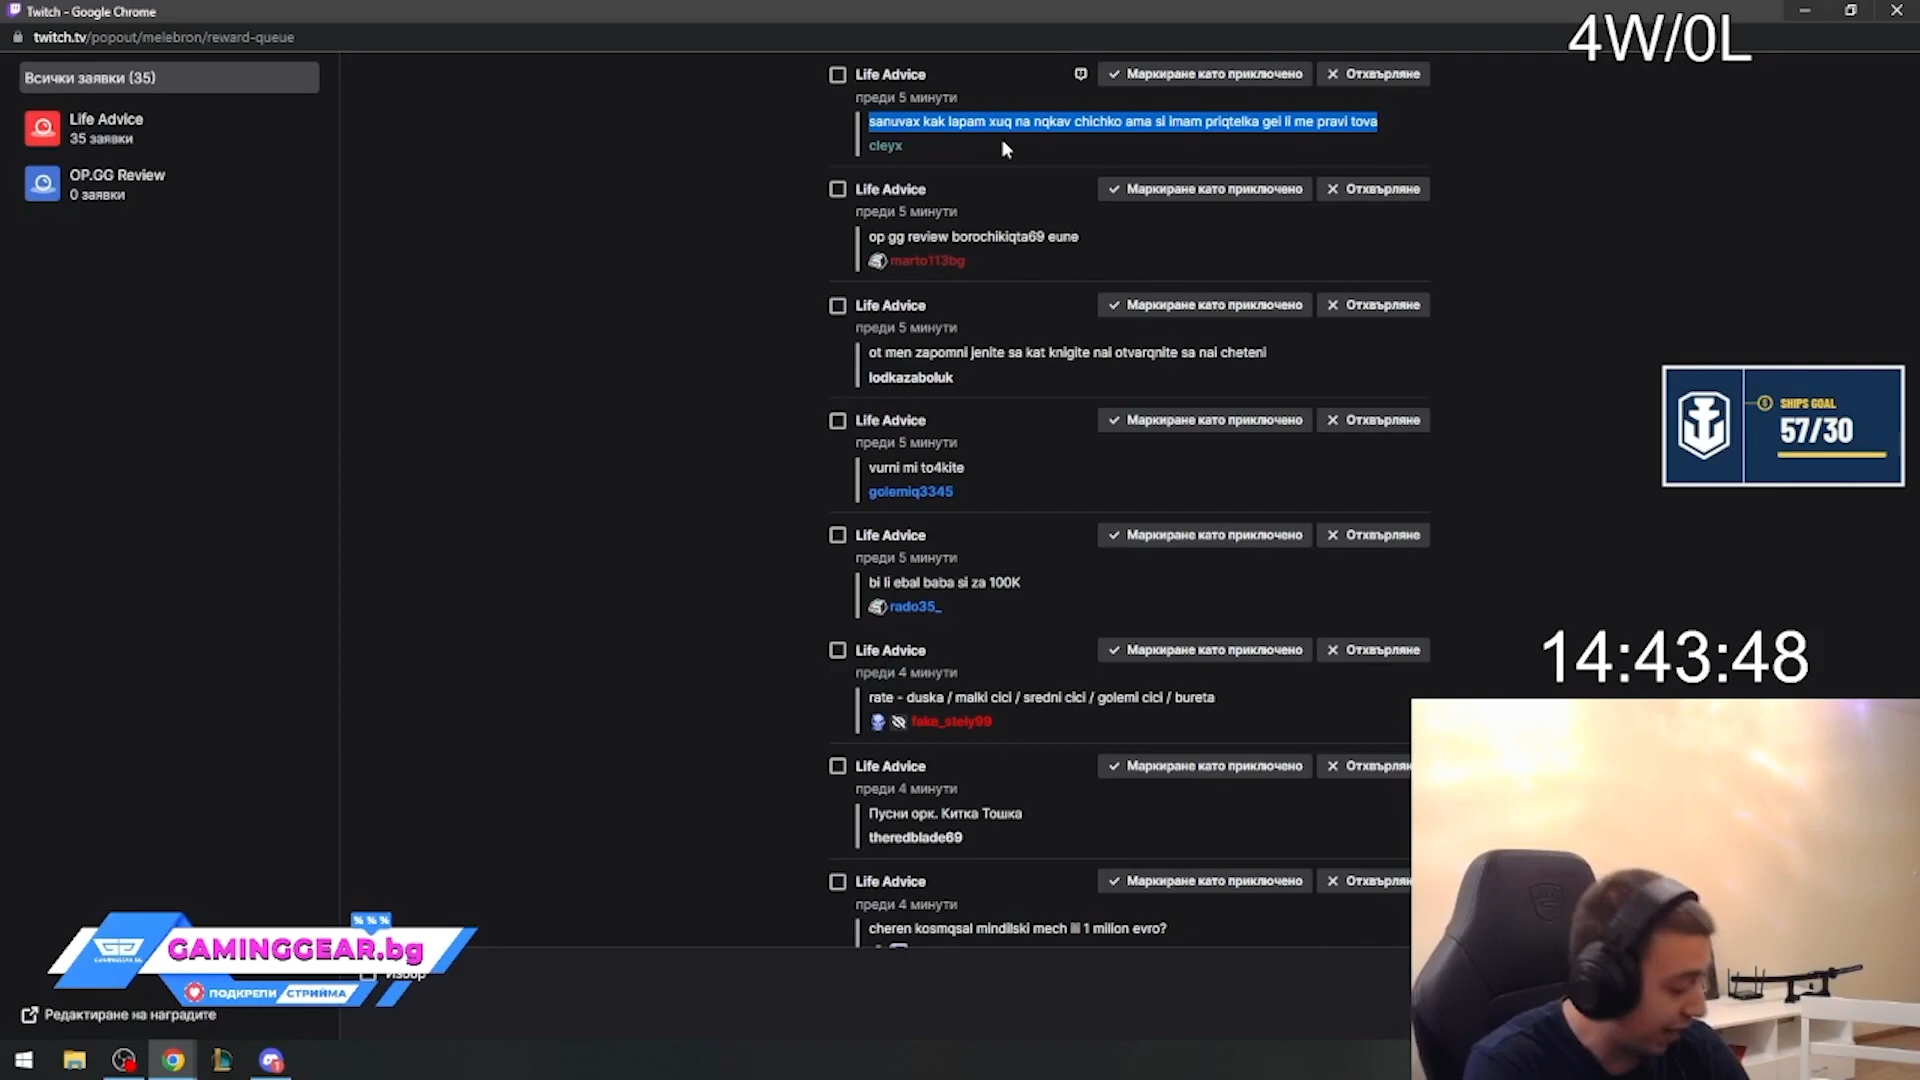 Twitch - Google Chrome
twitch.tv/popout/melebron/reward-queue
4W/0L
Всички заявки (35)
Life Advice
35 заявки
OP.GG Review
0 заявки
Life Advice
Маркиране като приключено
Отхвърляне
преди 5 минути
sanuvax kak lapam xuq na nqkav chichko ama si imam priqtelka gei li me pravi tova
cleyx
Life Advice
Маркиране като приключено
Отхвърляне
преди 5 минути
op gg review borochikiqta69 eune
marto113bg
Life Advice
Маркиране като приключено
Отхвърляне
преди 5 минути
ot men zapomni jenite sa kat knigite nai otvarqnite sa nai cheteni
lodkazaboluk
Life Advice
Маркиране като приключено
Отхвърляне
преди 5 минути
vurni mi to4kite
golemiq3345
Life Advice
Маркиране като приключено
Отхвърляне
преди 5 минути
bi li ebal baba si za 100K
rado35_
Life Advice
Маркиране като приключено
Отхвърляне
преди 4 минути
rate - duska / malki cici / sredni cici / golemi cici / bureta
fake_stely99
Life Advice
Маркиране като приключено
Отхвърлян
преди 4 минути
Пусни орк. Китка Тошка
theredblade69
Life Advice
Маркиране като приключено
Отхвърлян
преди 4 минути
cheren kosmqsal mindilski mech ili 1 milion evro?
SHIPS GOAL
57/30
14:43:48
% % %
GAMINGGEAR.bg
ПОДКРЕПИ СТРИЙМА
Избор
Редактиране на наградите